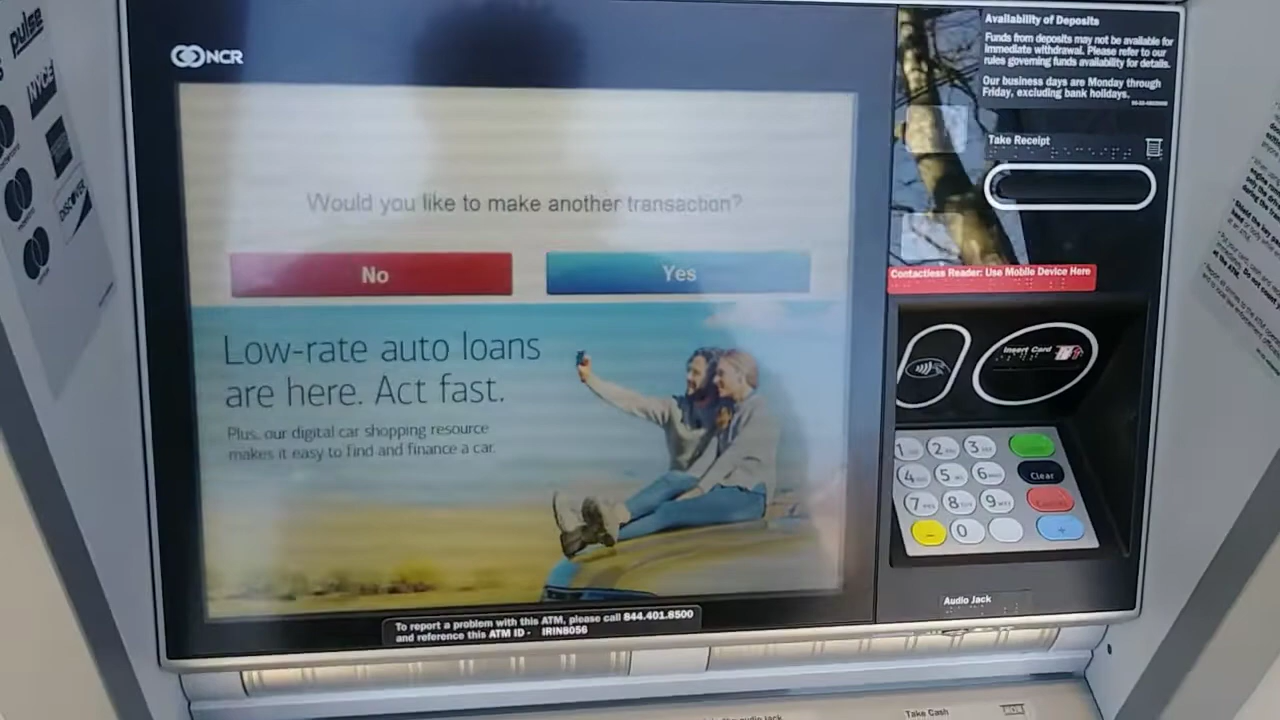 pulse
NYCE
DISCOVER
NCR
Would you like to make another transaction?
No
Yes
Low-rate auto loans
are here. Act fast.
Plus, our digital car shopping resource
makes it easy to find and finance a car.
To report a problem with this ATM, please call 844.401.8500
and reference this ATM ID - IRIN8056
Availability of Deposits
Funds from deposits may not be available for
immediate withdrawal. Please refer to our
rules governing funds availability for details.
Our business days are Monday through
Friday, excluding bank holidays.
Take Receipt
Contactless Reader: Use Mobile Device Here
Insert Card
1
2
3
4
5
6
Clear
7
8
9
-
0
+
Audio Jack
audio jack
Take Cash